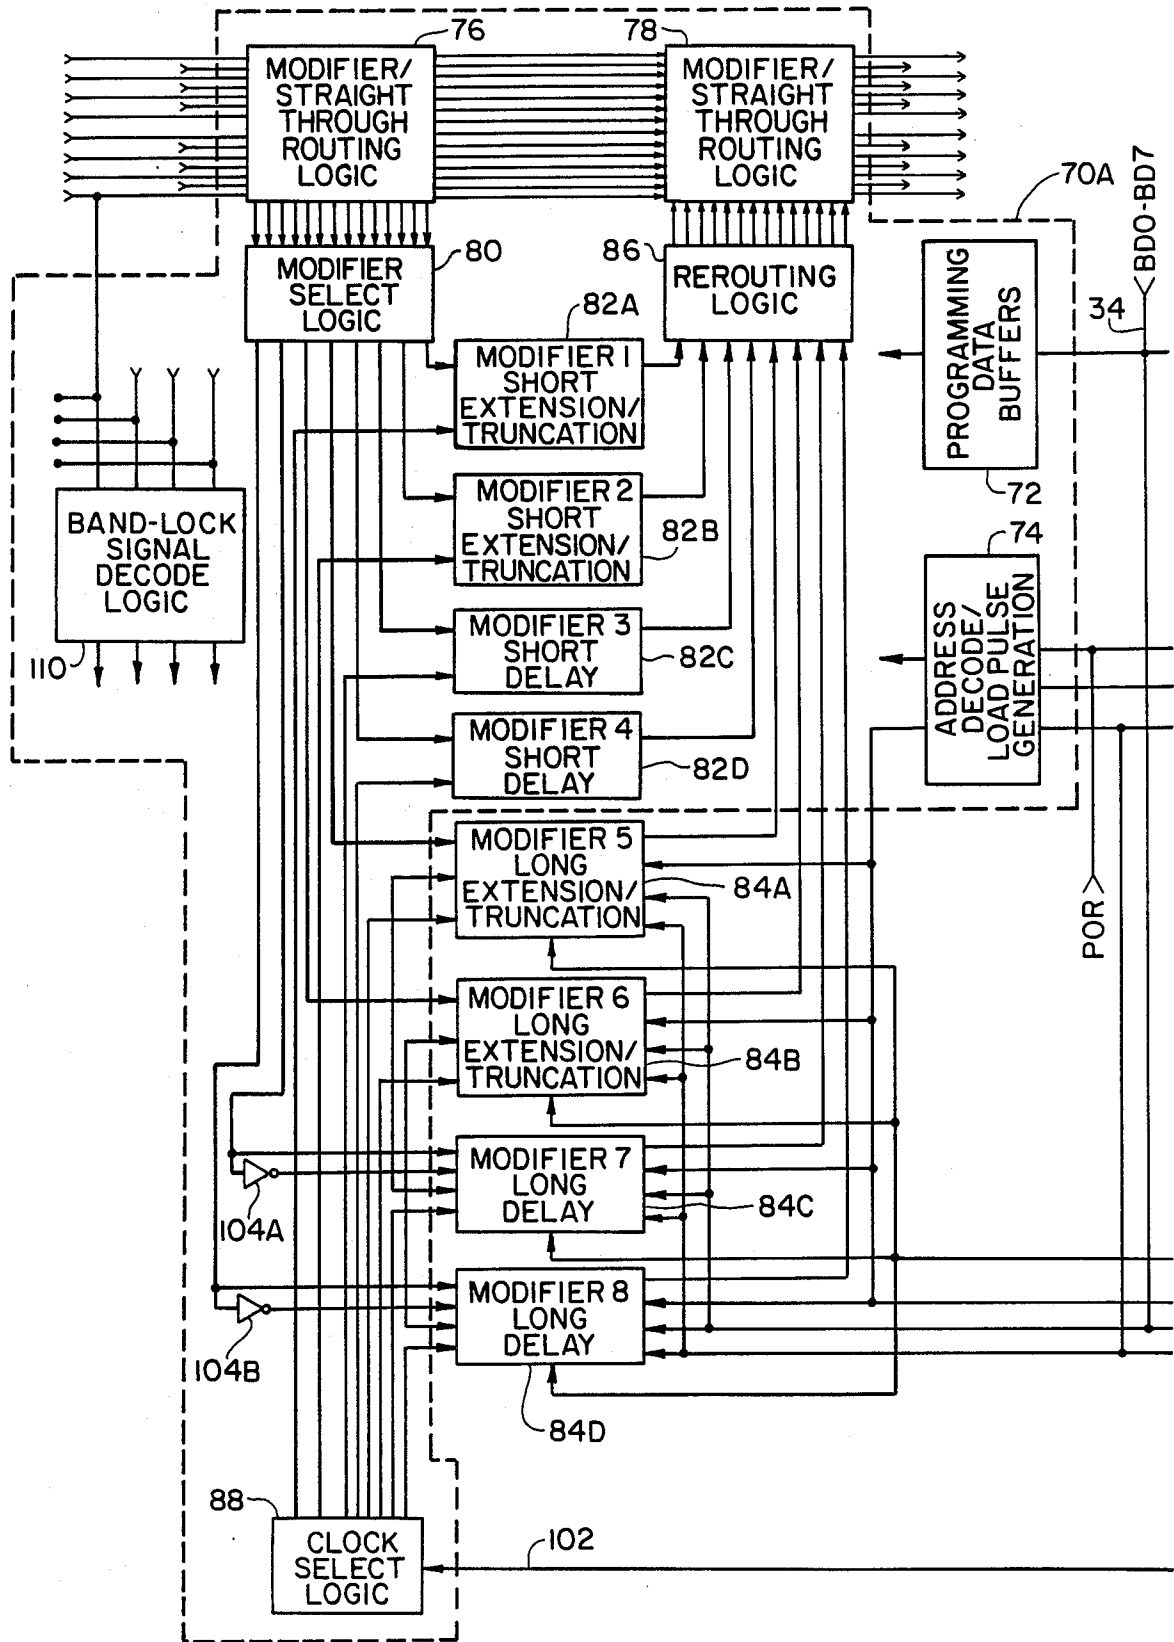 76
78
MODIFIER/
STRAIGHT
THROUGH
ROUTING
LOGIC
MODIFIER/
STRAIGHT
THROUGH
ROUTING
LOGIC
70A
BD0-BD7
80
MODIFIER
SELECT
LOGIC
86
REROUTING
LOGIC
PROGRAMMING
DATA
BUFFERS
72
34
82A
MODIFIER 1
SHORT
EXTENSION/
TRUNCATION
MODIFIER 2
SHORT
EXTENSION/
TRUNCATION
82B
BAND-LOCK
SIGNAL
DECODE
LOGIC
110
74
ADDRESS
DECODE/
LOAD PULSE
GENERATION
MODIFIER 3
SHORT
DELAY
82C
MODIFIER 4
SHORT
DELAY
82D
MODIFIER 5
LONG
EXTENSION/
TRUNCATION
84A
POR
MODIFIER 6
LONG
EXTENSION/
TRUNCATION
84B
MODIFIER 7
LONG
DELAY
84C
104A
MODIFIER 8
LONG
DELAY
84D
104B
88
CLOCK
SELECT
LOGIC
102